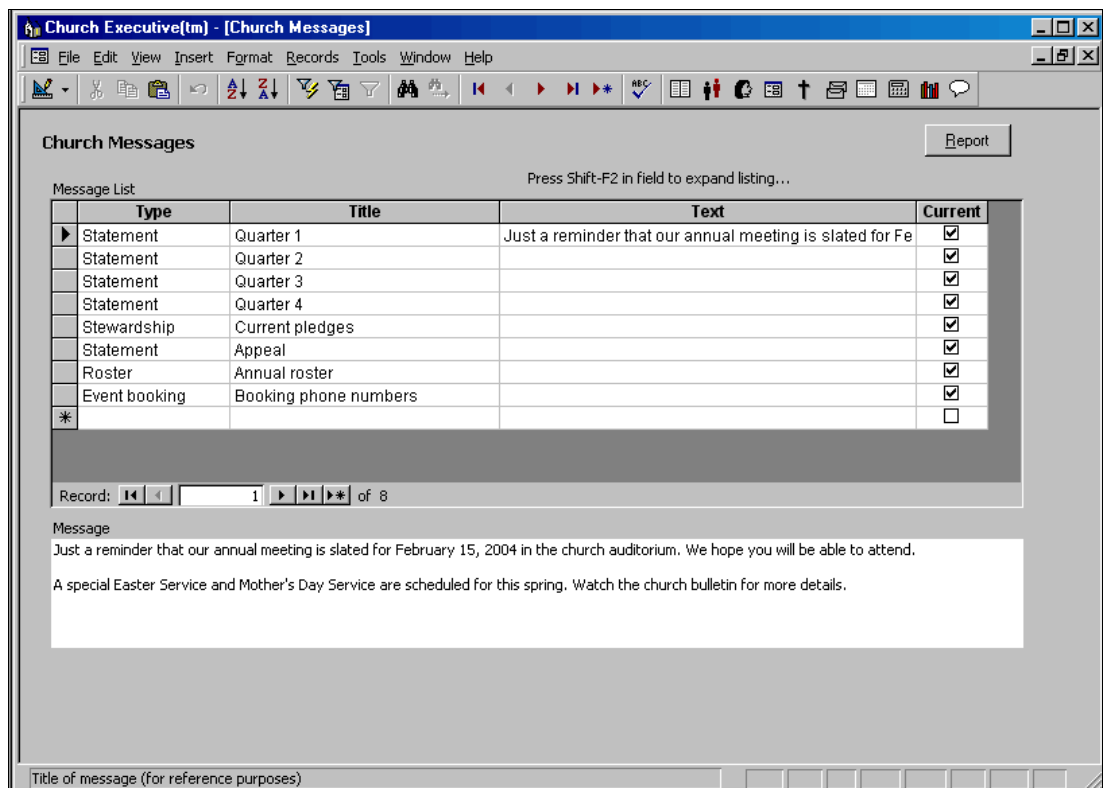 Church Executive(tm) - [Church Messages]
File Edit View Insert Format Records Tools Window Help
Church Messages
Report
Press Shift-F2 in field to expand listing...
Message List
Type Title Text Current
Statement Quarter 1 Just a reminder that our annual meeting is slated for Fe
Statement Quarter 2
Statement Quarter 3
Statement Quarter 4
Stewardship Current pledges
Statement Appeal
Roster Annual roster
Event booking Booking phone numbers
Record: 1 of 8
Message
Just a reminder that our annual meeting is slated for February 15, 2004 in the church auditorium. We hope you will be able to attend.
A special Easter Service and Mother's Day Service are scheduled for this spring. Watch the church bulletin for more details.
Title of message (for reference purposes)